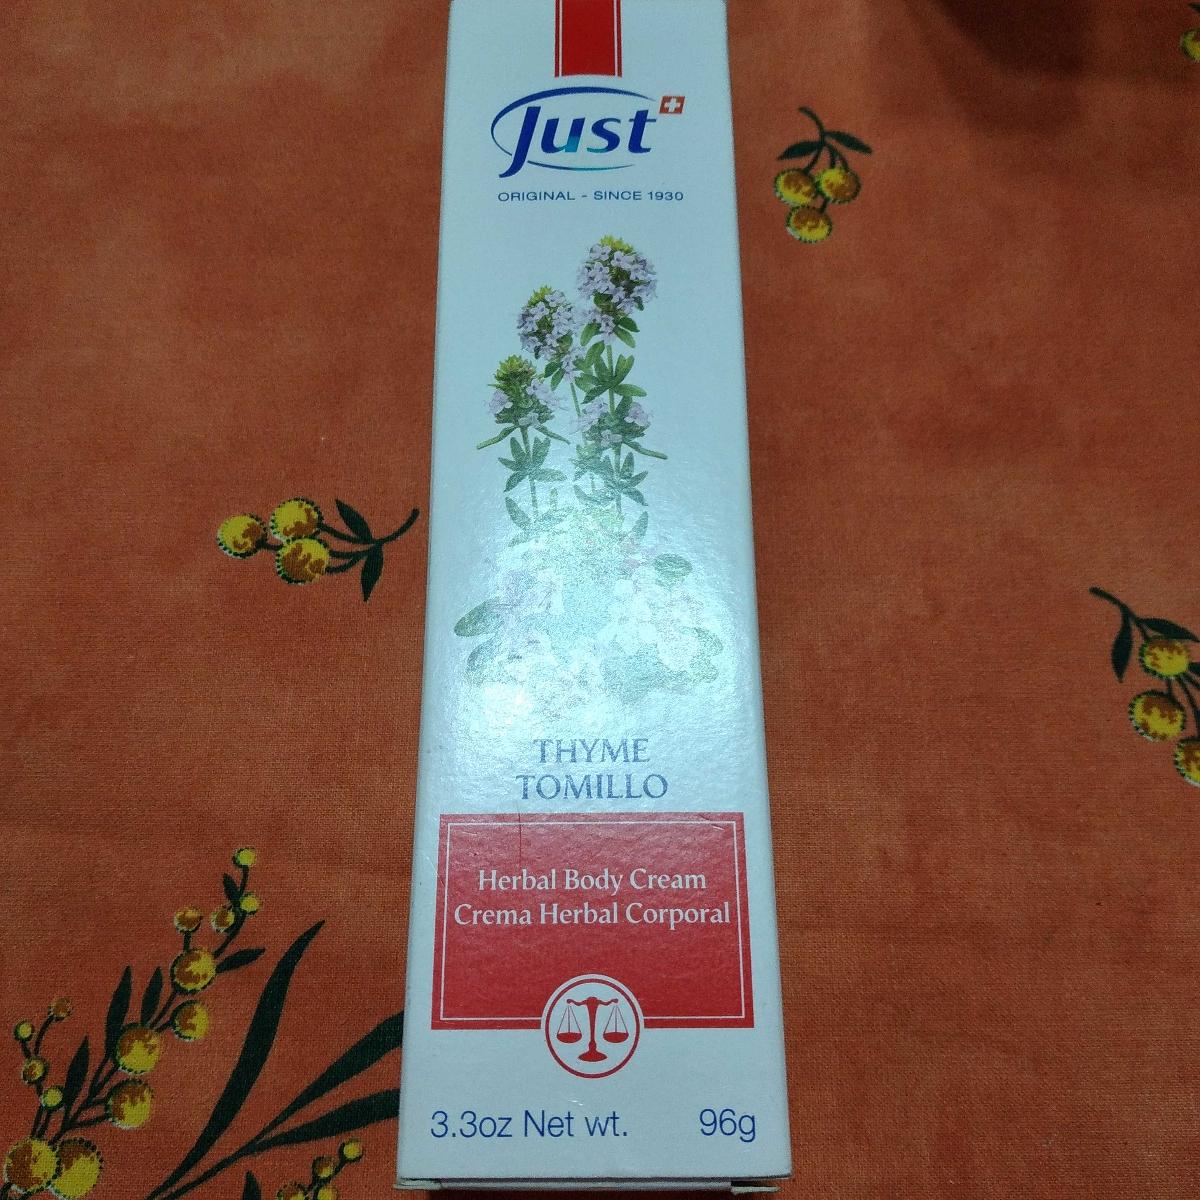 Just
ORIGINAL - SINCE 1930
THYME
TOMILLO
Herbal Body Cream
Crema Herbal Corporal
3.3oz Net wt. 96g